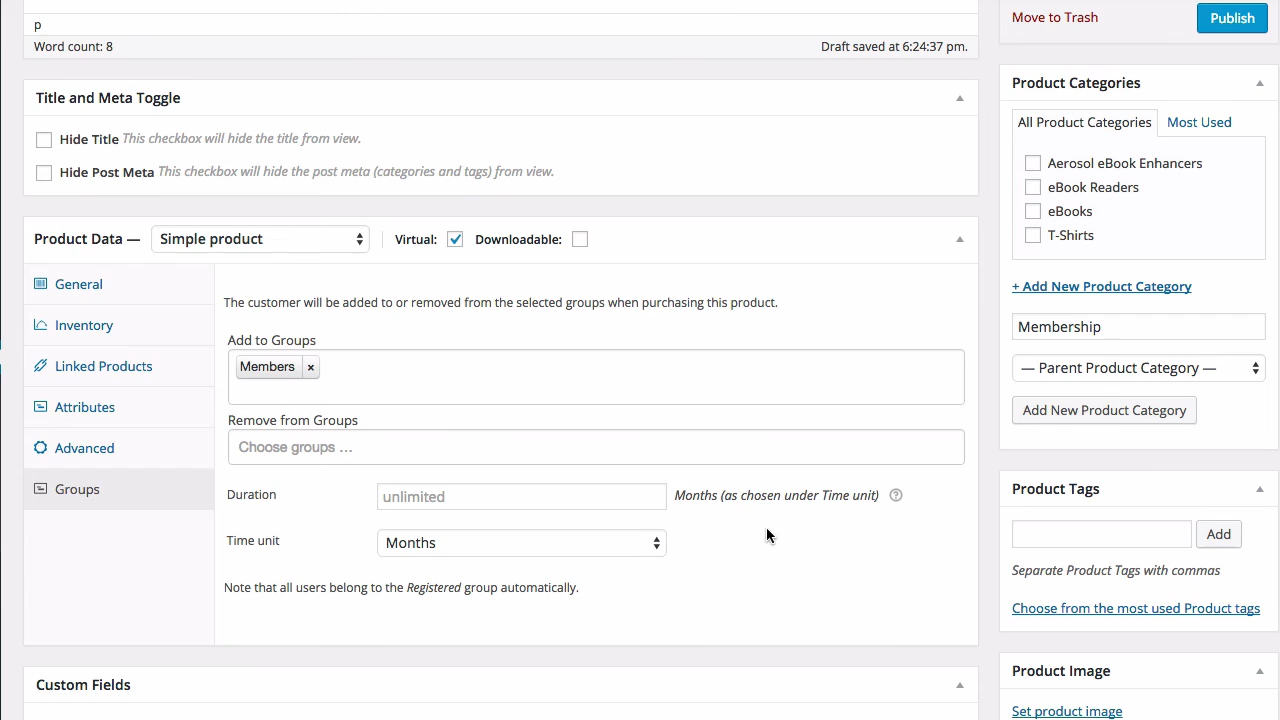 p
Word count: 8
Draft saved at 6:24:37 pm.
Title and Meta Toggle
Hide Title This checkbox will hide the title from view.
Hide Post Meta This checkbox will hide the post meta (categories and tags) from view.
Product Data — Simple product Virtual: Downloadable:
General
Inventory
Linked Products
Attributes
Advanced
Groups
The customer will be added to or removed from the selected groups when purchasing this product.
Add to Groups
Members ×
Remove from Groups
Choose groups ...
Duration unlimited Months (as chosen under Time unit) ?
Time unit Months
Note that all users belong to the Registered group automatically.
Custom Fields
Move to Trash Publish
Product Categories
All Product Categories Most Used
Aerosol eBook Enhancers
eBook Readers
eBooks
T-Shirts
+ Add New Product Category
Membership
— Parent Product Category —
Add New Product Category
Product Tags
Add
Separate Product Tags with commas
Choose from the most used Product tags
Product Image
Set product image